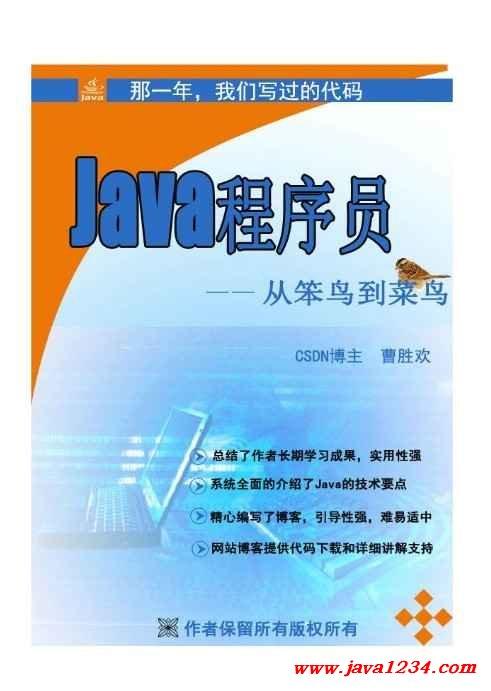 Java
那一年，我们写过的代码
Java程序员
——从笨鸟到菜鸟
CSDN博主 曹胜欢
总结了作者长期学习成果，实用性强
系统全面的介绍了Java的技术要点
精心编写了博客，引导性强，难易适中
网站博客提供代码下载和详细讲解支持
作者保留所有版权所有
www.java1234.com